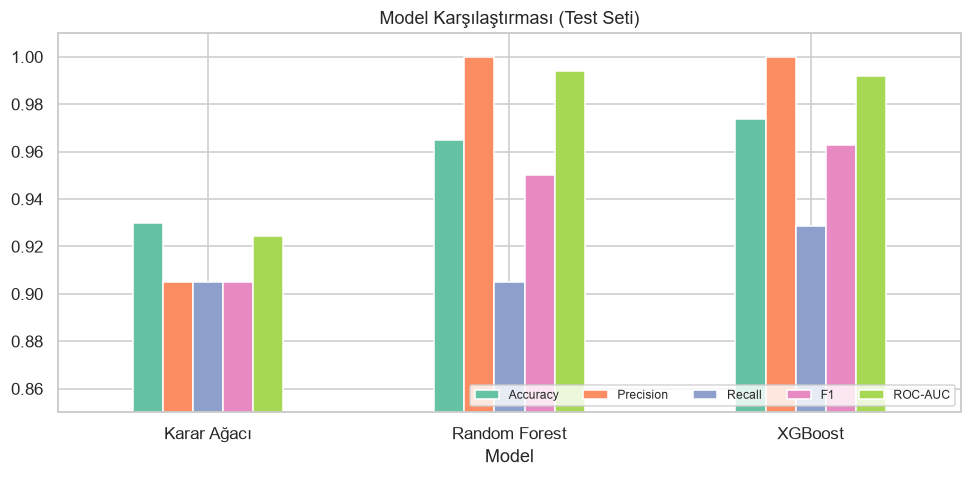 Model Karşılaştırması (Test Seti)
1.00
0.98
0.96
0.94
0.92
0.90
0.88
0.86
Accuracy Precision Recall F1 ROC-AUC
Karar Ağacı Random Forest XGBoost
Model